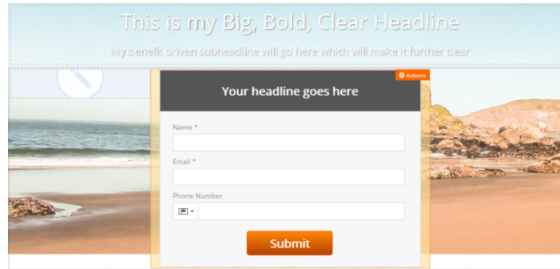 This is my Big, Bold, Clear Headline
My benefit driven subheadline will go here which will make it further clear
Actions
Your headline goes here
Name *
Email *
Phone Number
Submit